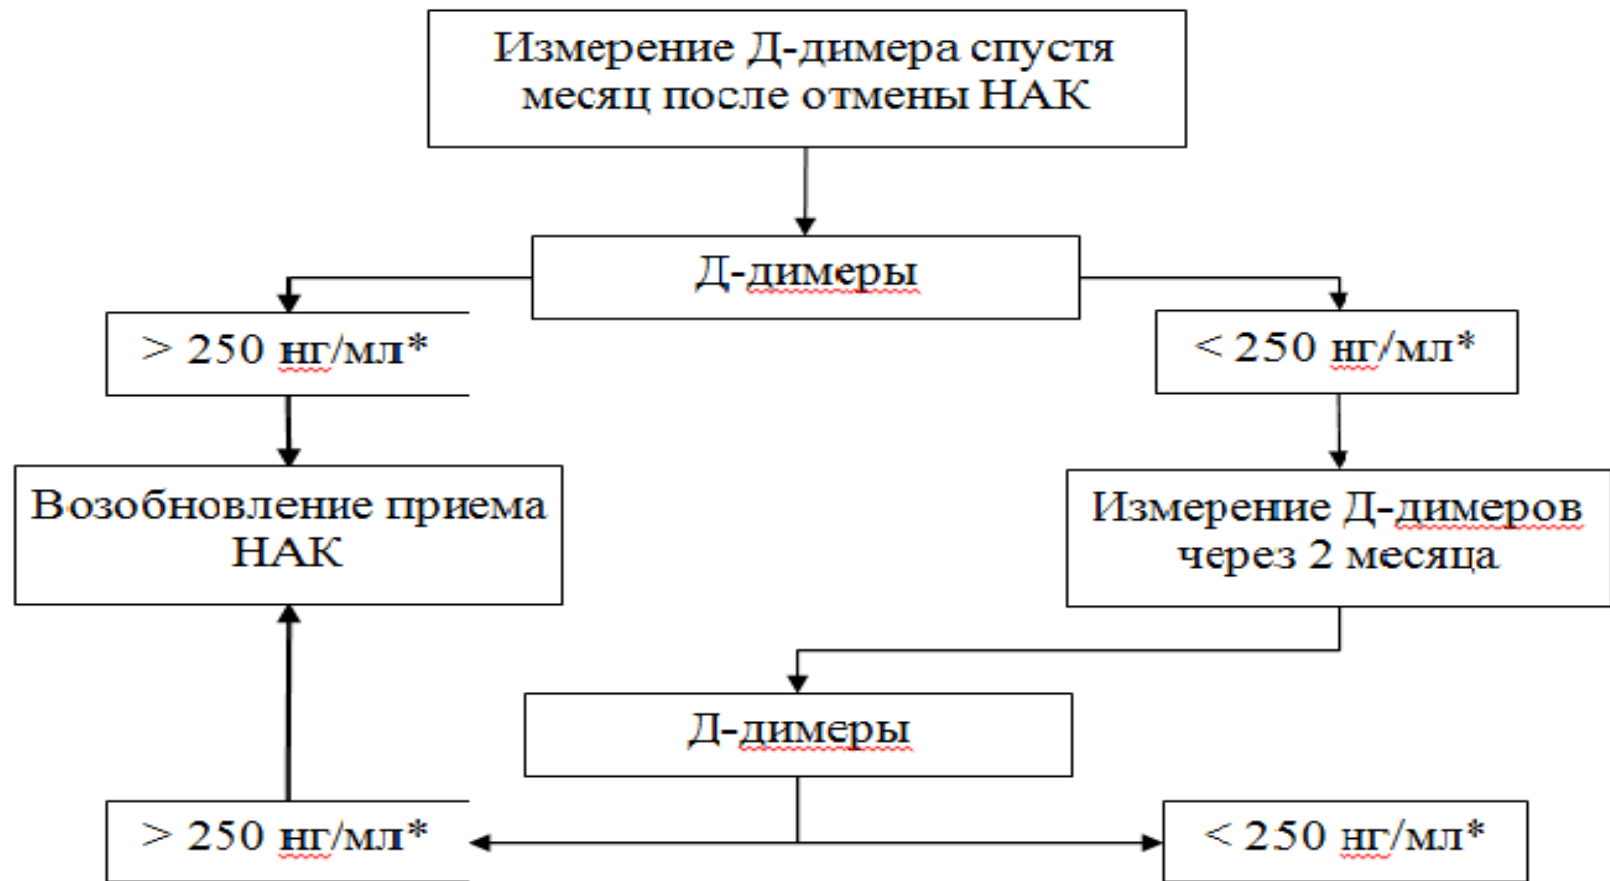 Измерение Д-димера спустя
месяц после отмены НАК
Д-димеры
> 250 нг/мл*
< 250 нг/мл*
Возобновление приема
НАК
Измерение Д-димеров
через 2 месяца
Д-димеры
> 250 нг/мл*
< 250 нг/мл*